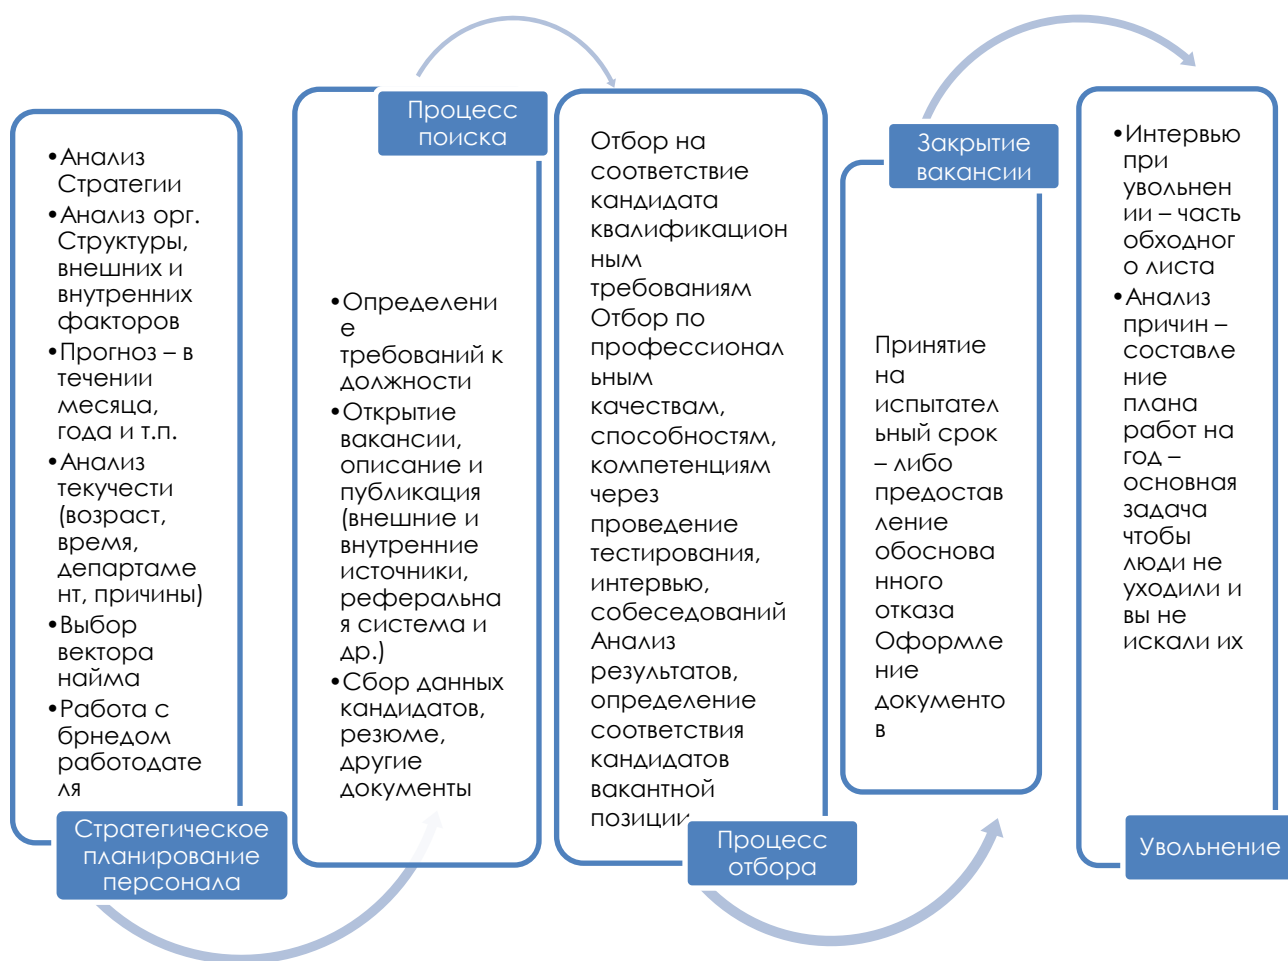 •Анализ
Стратегии
•Анализ орг.
Структуры,
внешних и
внутренних
факторов
•Прогноз – в
течении
месяца,
года и т.п.
•Анализ
текучести
(возраст,
время,
департаме
нт, причины)
•Выбор
вектора
найма
•Работа с
брнедом
работодате
ля
Стратегическое
планирование
персонала
Процесс
поиска
•Определени
е
требований к
должности
•Открытие
вакансии,
описание и
публикация
(внешние и
внутренние
источники,
реферальна
я система и
др.)
•Сбор данных
кандидатов,
резюме,
другие
документы
Отбор на
соответствие
кандидата
квалификацион
ным
требованиям
Отбор по
профессионал
ьным
качествам,
способностям,
компетенциям
через
проведение
тестирования,
интервью,
собеседований
Анализ
результатов,
определение
соответствия
кандидатов
вакантной
позиции
Процесс
отбора
Закрытие
вакансии
Принятие
на
испытател
ьный срок
– либо
предостав
ление
обоснова
нного
отказа
Оформле
ние
документо
в
•Интервью
при
увольнен
ии – часть
обходног
о листа
•Анализ
причин –
составле
ние
плана
работ на
год –
основная
задача
чтобы
люди не
уходили и
вы не
искали их
Увольнение